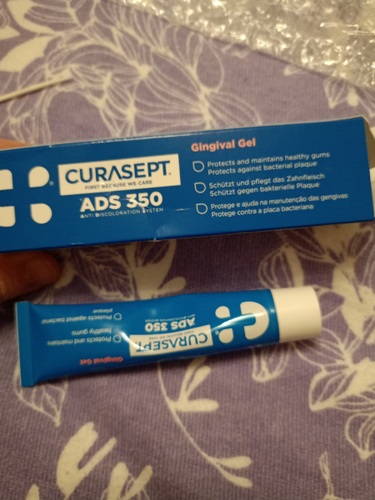 CURASEPT®
FIRST BECAUSE WE CARE
ADS 350
ANTI DISCOLORATION SYSTEM
Gingival Gel
Protects and maintains healthy gums
Protects against bacterial plaque
Schützt und pflegt das Zahnfleisch
Schützt gegen bakterielle Plaque
Protege e ajuda na manutenção das gengivas
Protege contra a placa bacteriana
CURASEPT
ADS 350
Gingival Gel
Protects and maintains
healthy gums
Protects against bacterial
plaque